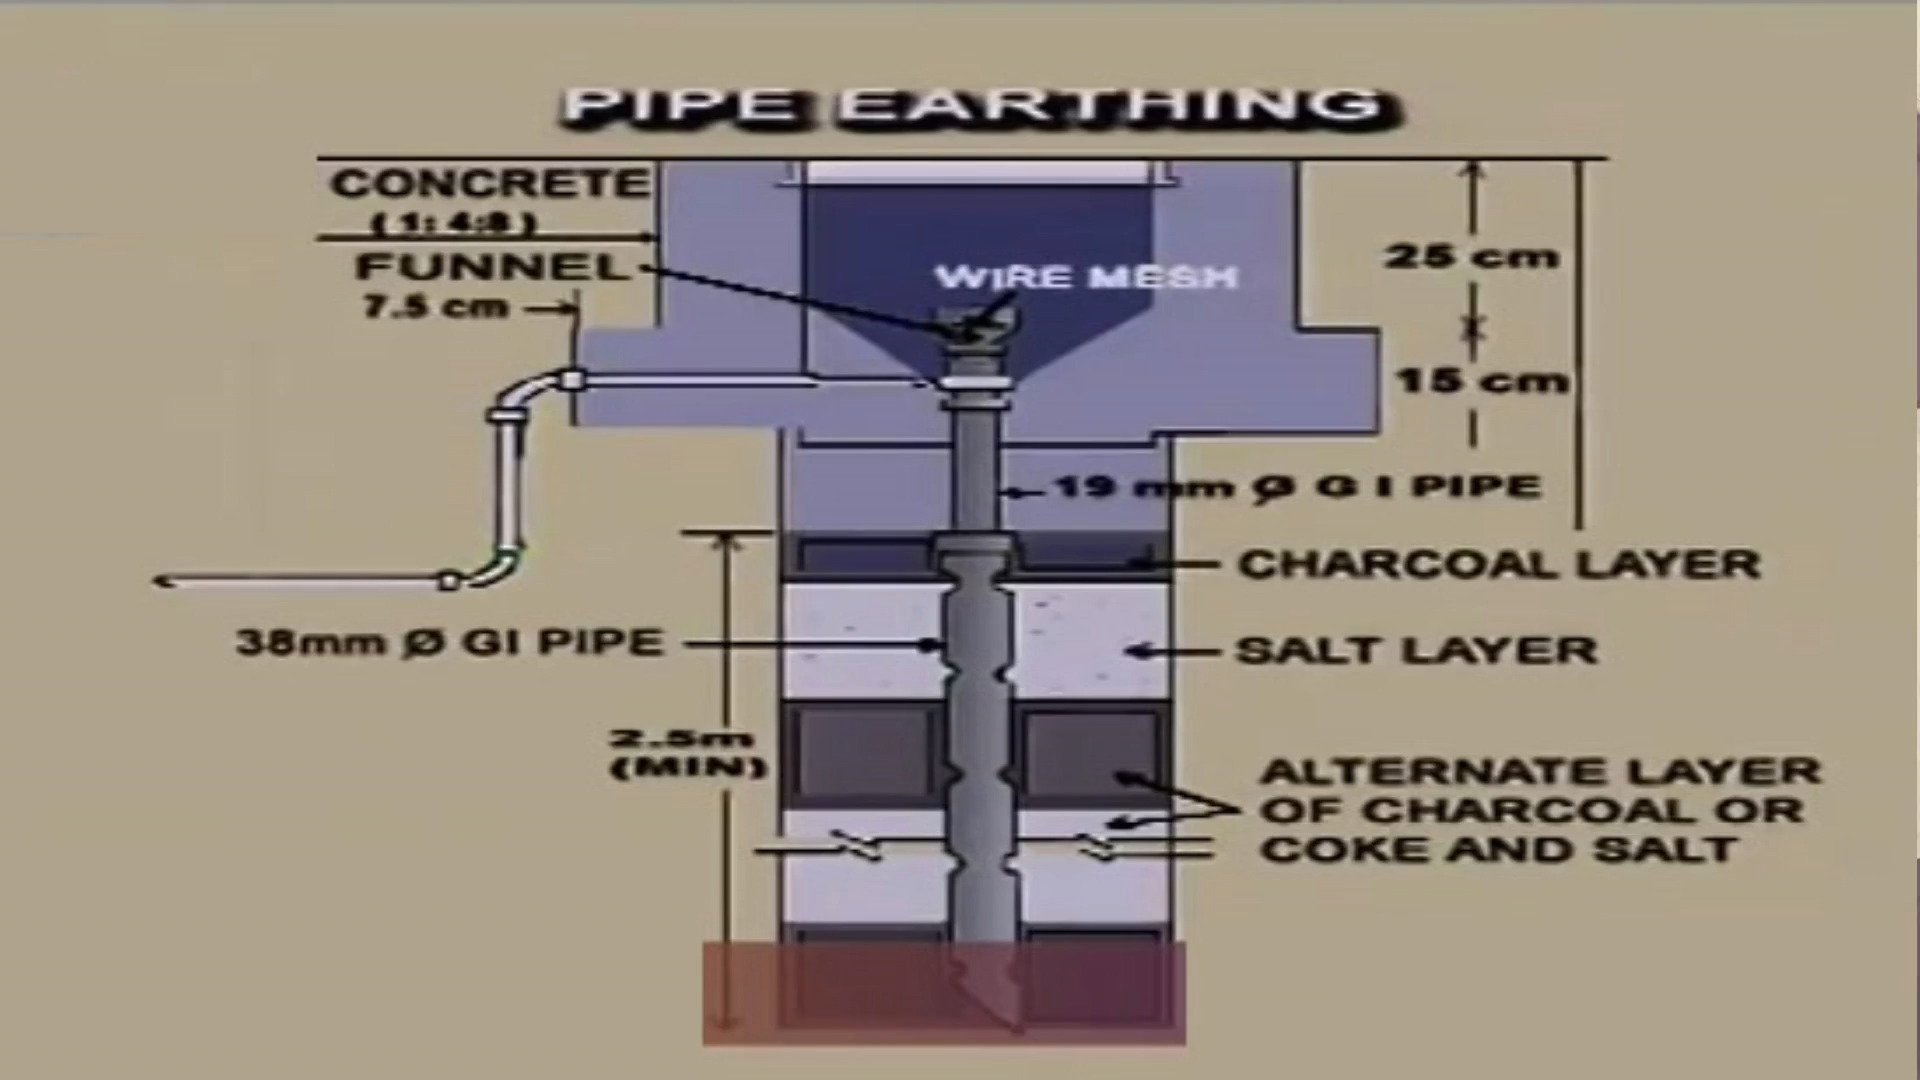 PIPE EARTHING
CONCRETE
( 1: 4:8 )
FUNNEL
7.5 cm
WIRE MESH
25 cm
15 cm
19 mm Ø G I PIPE
CHARCOAL LAYER
38mm Ø GI PIPE
SALT LAYER
2.5m
(MIN)
ALTERNATE LAYER
OF CHARCOAL OR
COKE AND SALT